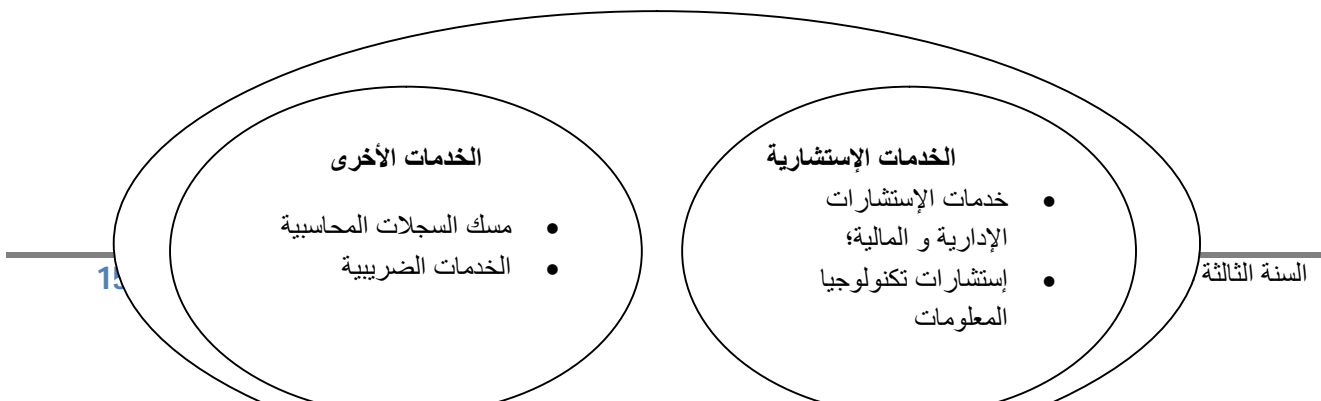 الخدمات الإستشارية
خدمات الإستشارات
الإدارية و المالية؛
إستشارات تكنولوجيا
المعلومات
الخدمات الأخرى
مسك السجلات المحاسبية
الخدمات الضريبية
السنة الثالثة